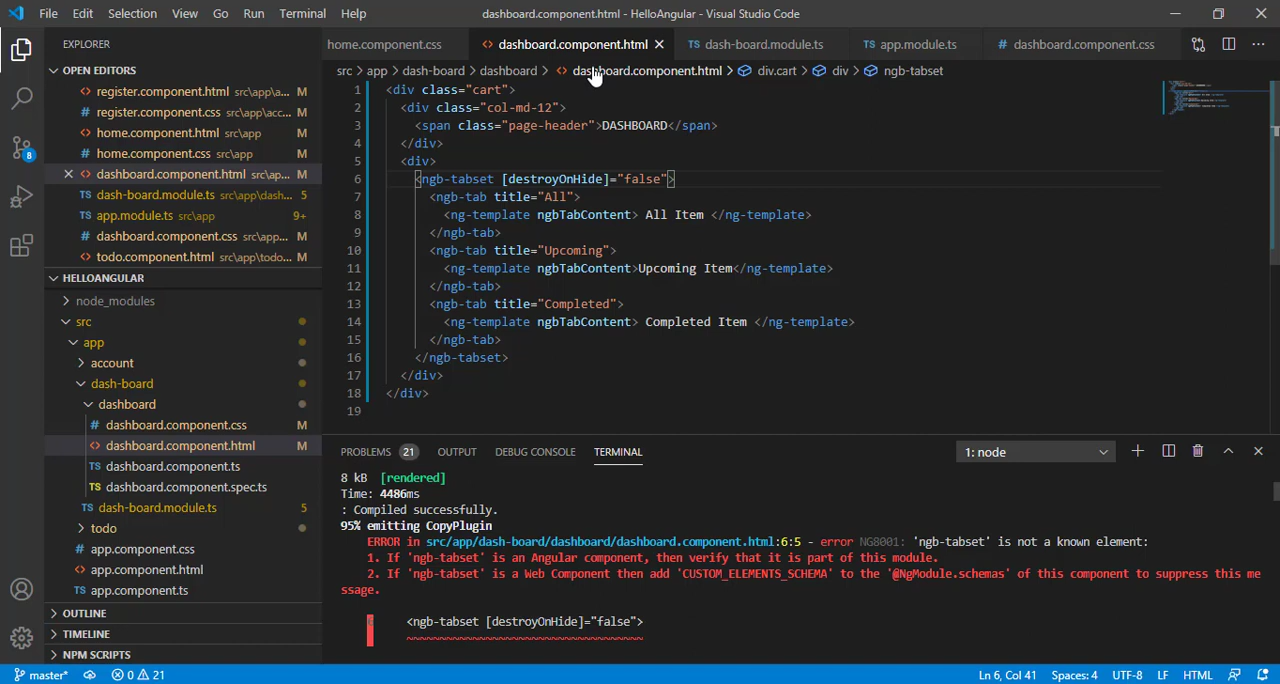 File Edit Selection View Go Run Terminal Help dashboard.component.html - HelloAngular - Visual Studio Code
EXPLORER
OPEN EDITORS
register.component.html src\app\a... M
register.component.css src\app\acc... M
home.component.html src\app M
home.component.css src\app M
dashboard.component.html src\ap... M
dash-board.module.ts src\app\dash... 5
app.module.ts src\app 9+
dashboard.component.css src\app... M
todo.component.html src\app\todo... M
HELLOANGULAR
node_modules
src
app
account
dash-board
dashboard
dashboard.component.css M
dashboard.component.html M
dashboard.component.ts
dashboard.component.spec.ts
dash-board.module.ts 5
todo
app.component.css
app.component.html
app.component.ts
OUTLINE
TIMELINE
NPM SCRIPTS
8
home.component.css dashboard.component.html dash-board.module.ts app.module.ts dashboard.component.css
src > app > dash-board > dashboard > dashboard.component.html > div.cart > div > ngb-tabset
1 <div class="cart">
2 <div class="col-md-12">
3 <span class="page-header">DASHBOARD</span>
4 </div>
5 <div>
6 <ngb-tabset [destroyOnHide]="false">
7 <ngb-tab title="All">
8 <ng-template ngbTabContent> All Item </ng-template>
9 </ngb-tab>
10 <ngb-tab title="Upcoming">
11 <ng-template ngbTabContent>Upcoming Item</ng-template>
12 </ngb-tab>
13 <ngb-tab title="Completed">
14 <ng-template ngbTabContent> Completed Item </ng-template>
15 </ngb-tab>
16 </ngb-tabset>
17 </div>
18 </div>
19
PROBLEMS 21 OUTPUT DEBUG CONSOLE TERMINAL 1: node
8 kB [rendered]
Time: 4486ms
: Compiled successfully.
95% emitting CopyPlugin
ERROR in src/app/dash-board/dashboard/dashboard.component.html:6:5 - error NG8001: 'ngb-tabset' is not a known element:
1. If 'ngb-tabset' is an Angular component, then verify that it is part of this module.
2. If 'ngb-tabset' is a Web Component then add 'CUSTOM_ELEMENTS_SCHEMA' to the '@NgModule.schemas' of this component to suppress this me
ssage.
<ngb-tabset [destroyOnHide]="false">
~~~~~~~~~~~~~~~~~~~~~~~~~~~~~~~~~~~~
master* 0 21 Ln 6, Col 41 Spaces: 4 UTF-8 LF HTML